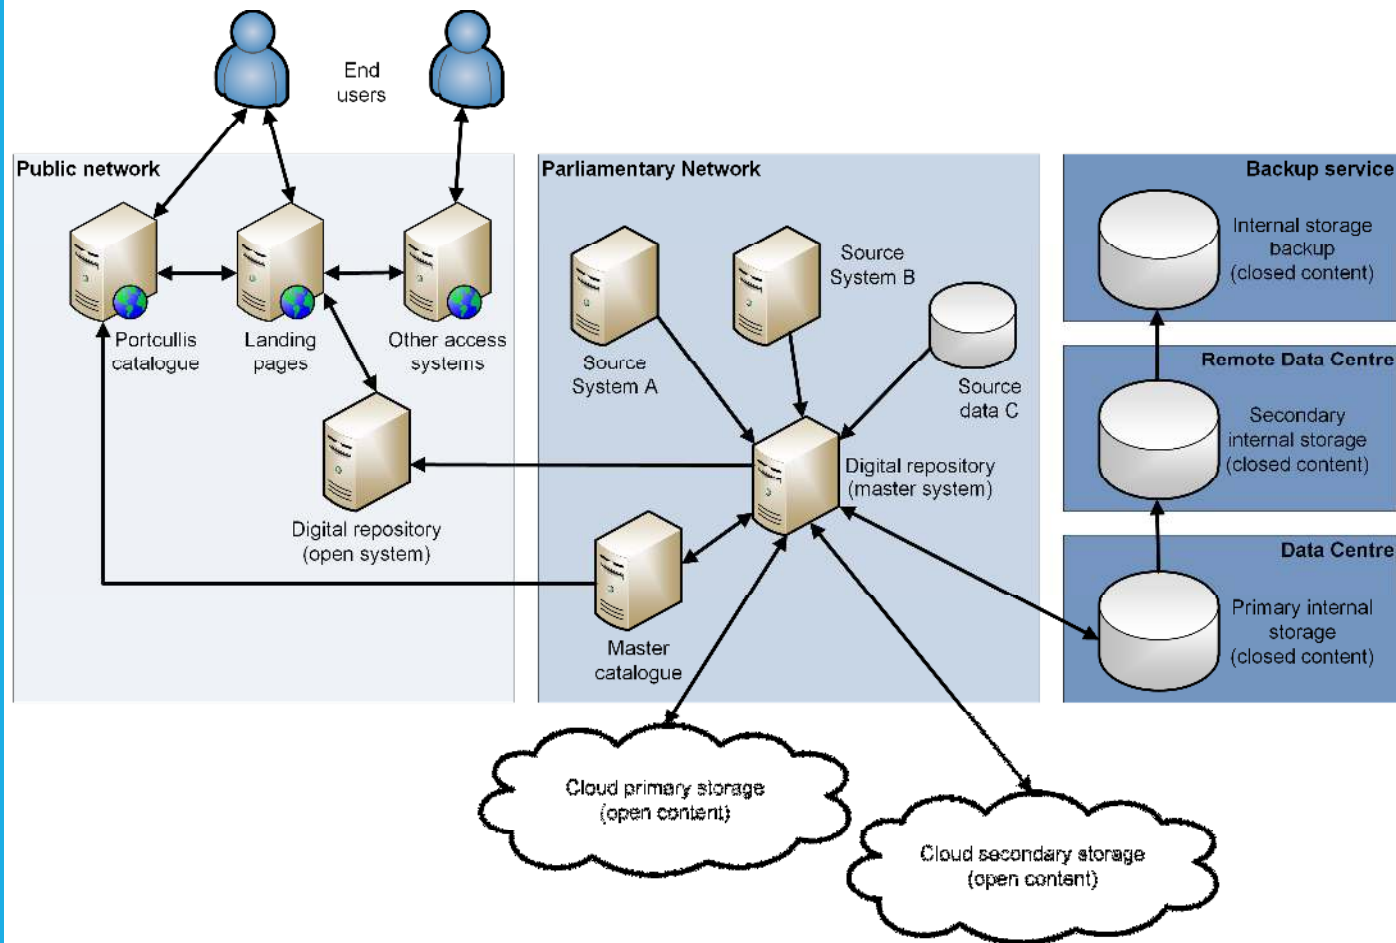 End
users
Public network
Portcullis
catalogue
Landing
pages
Other access
systems
Digital repository
(open system)
Parliamentary Network
Source
System A
Source
System B
Source
data C
Digital repository
(master system)
Master
catalogue
Backup service
Internal storage
backup
(closed content)
Remote Data Centre
Secondary
internal storage
(closed content)
Data Centre
Primary internal
storage
(closed content)
Cloud primary storage
(open content)
Cloud secondary storage
(open content)